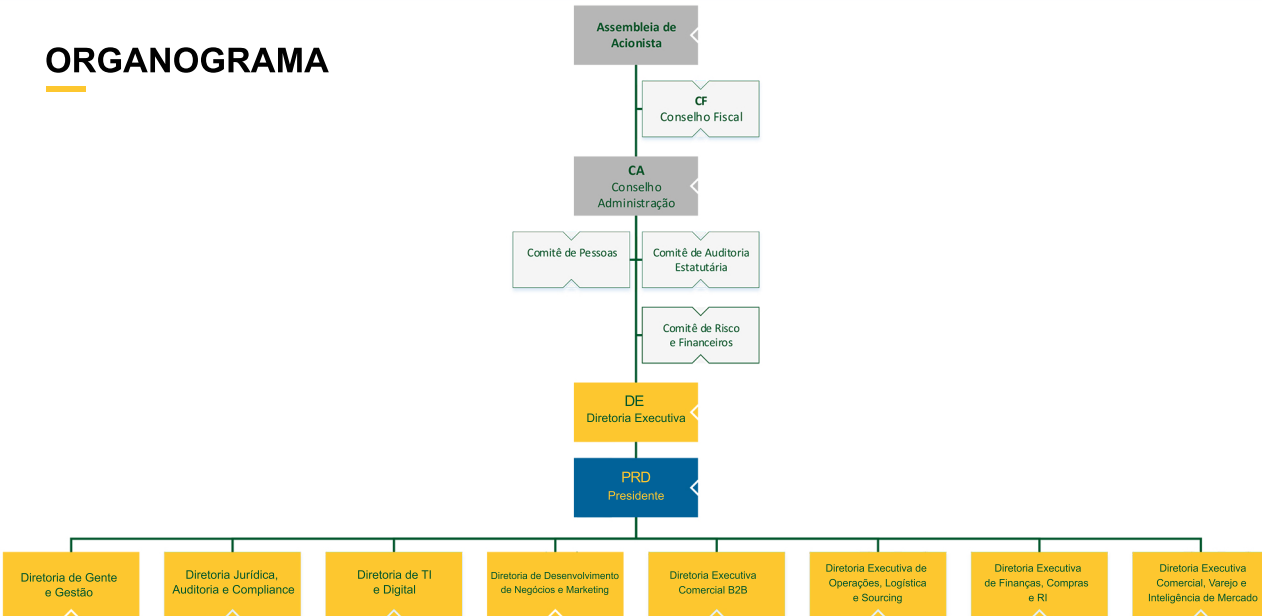 ORGANOGRAMA
Assembleia de
Acionista
CF
Conselho Fiscal
CA
Conselho
Administração
Comitê de Pessoas
Comitê de Auditoria
Estatutária
Comitê de Risco
e Financeiros
DE
Diretoria Executiva
PRD
Presidente
Diretoria de Gente
e Gestão
Diretoria Jurídica,
Auditoria e Compliance
Diretoria de TI
e Digital
Diretoria de Desenvolvimento
de Negócios e Marketing
Diretoria Executiva
Comercial B2B
Diretoria Executiva de
Operações, Logística
e Sourcing
Diretoria Executiva
de Finanças, Compras
e RI
Diretoria Executiva
Comercial, Varejo e
Inteligência de Mercado